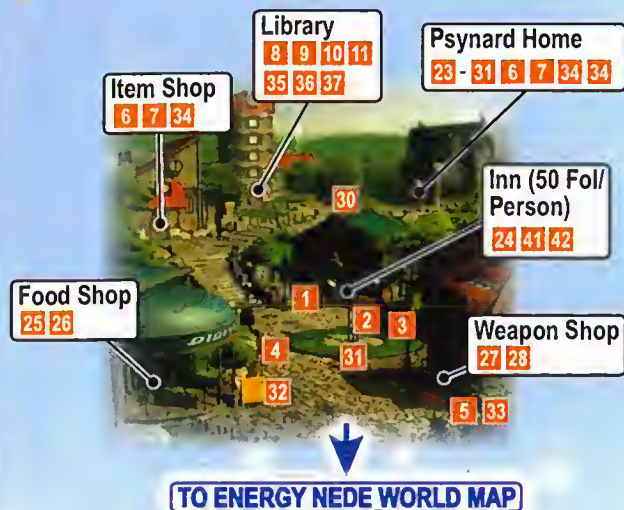 Library
8 9 10 11
35 36 37
Psynard Home
23 - 31 6 7 34 34
Item Shop
6 7 34
Inn (50 Fol/
Person)
24 41 42
30
Food Shop
25 26
1
2 3
Weapon Shop
27 28
4
31
32
5 33
TO ENERGY NEDE WORLD MAP